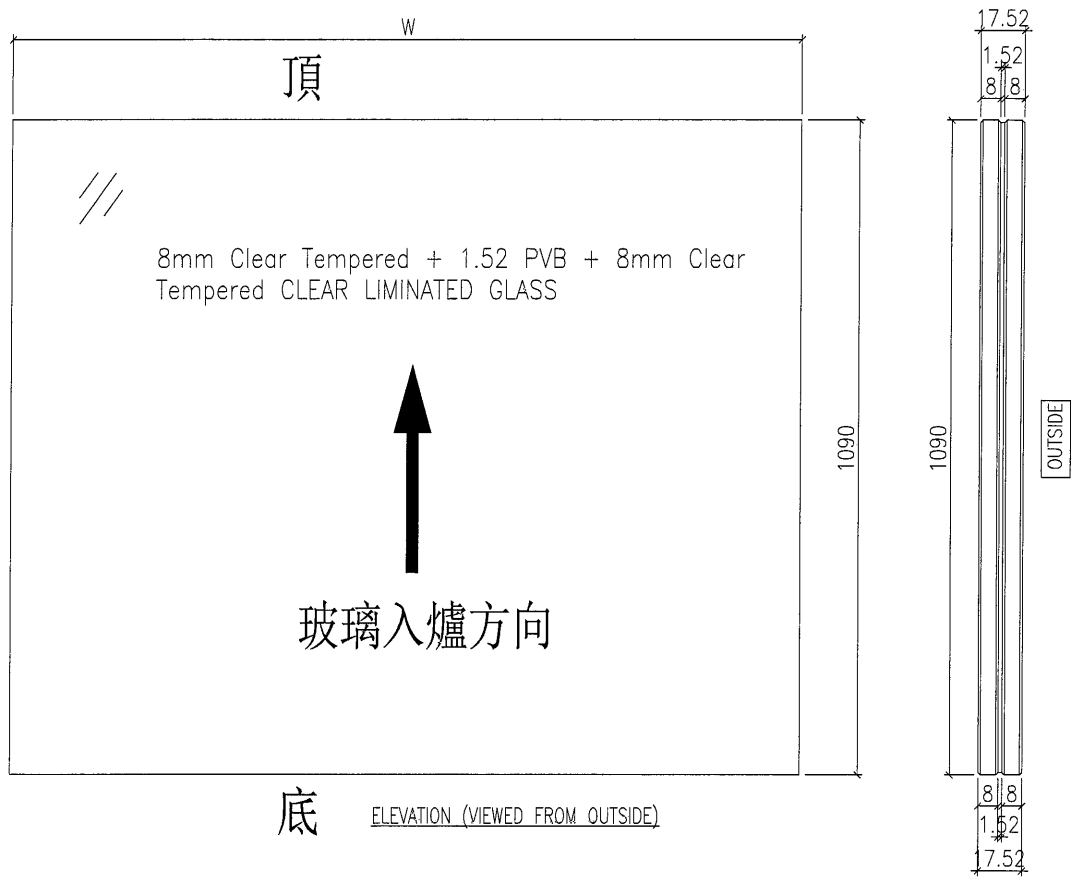 W
17.52
1.52
8 8
頂
8mm Clear Tempered + 1.52 PVB + 8mm Clear
Tempered CLEAR LIMINATED GLASS
1090
1090
OUTSIDE
玻璃入爐方向
底
ELEVATION (VIEWED FROM OUTSIDE)
8 8
1.52
17.52